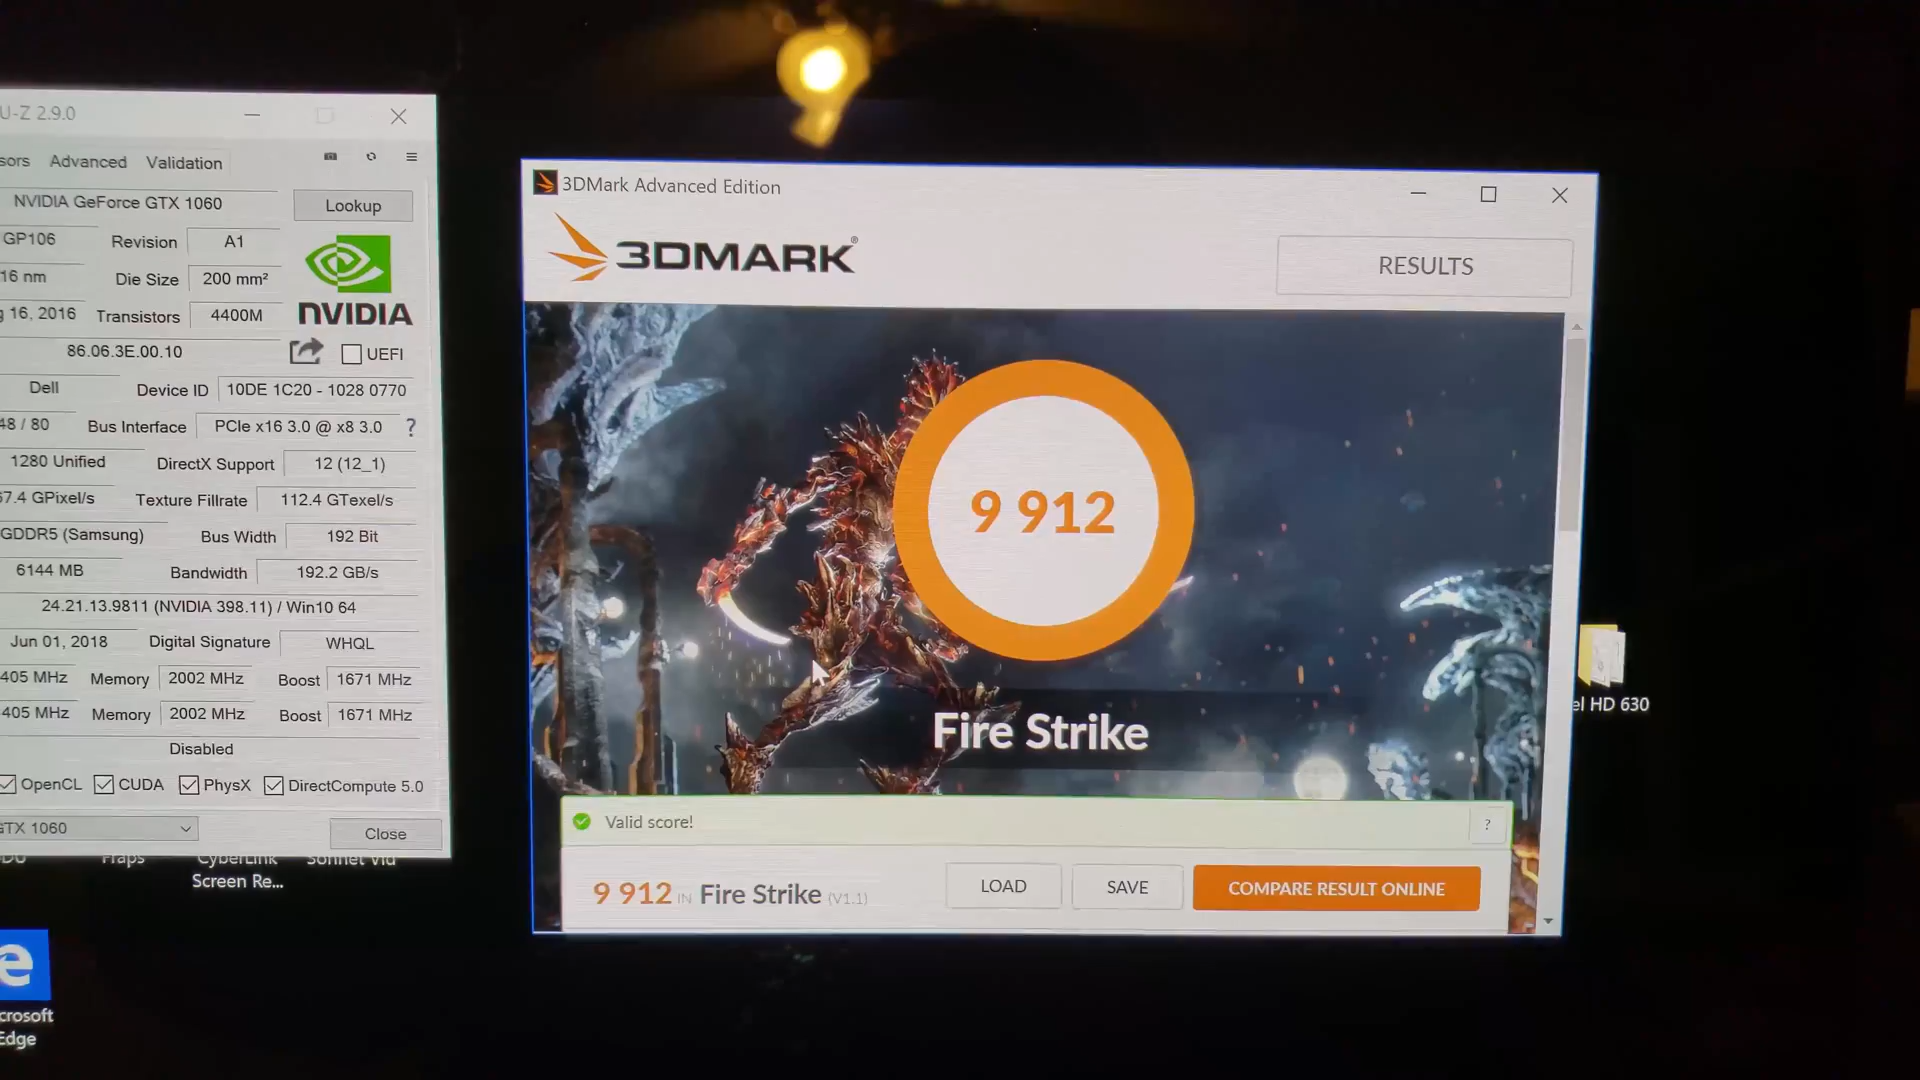 U-Z 2.9.0
sors Advanced Validation
NVIDIA GeForce GTX 1060 Lookup
GP106 Revision A1
16 nm Die Size 200 mm²
g 16, 2016 Transistors 4400M
NVIDIA
86.06.3E.00.10 UEFI
Dell Device ID 10DE 1C20 - 1028 0770
48 / 80 Bus Interface PCIe x16 3.0 @ x8 3.0 ?
1280 Unified DirectX Support 12 (12_1)
67.4 GPixel/s Texture Fillrate 112.4 GTexel/s
GDDR5 (Samsung) Bus Width 192 Bit
6144 MB Bandwidth 192.2 GB/s
24.21.13.9811 (NVIDIA 398.11) / Win10 64
Jun 01, 2018 Digital Signature WHQL
405 MHz Memory 2002 MHz Boost 1671 MHz
405 MHz Memory 2002 MHz Boost 1671 MHz
Disabled
OpenCL CUDA PhysX DirectCompute 5.0
GTX 1060 Close
Fraps CyberLink Sonnet Vid
Screen Re...
crosoft
Edge
3DMark Advanced Edition
3DMARK®
RESULTS
9 912
Fire Strike
Valid score! ?
9 912 IN Fire Strike (V1.1) LOAD SAVE COMPARE RESULT ONLINE
el HD 630